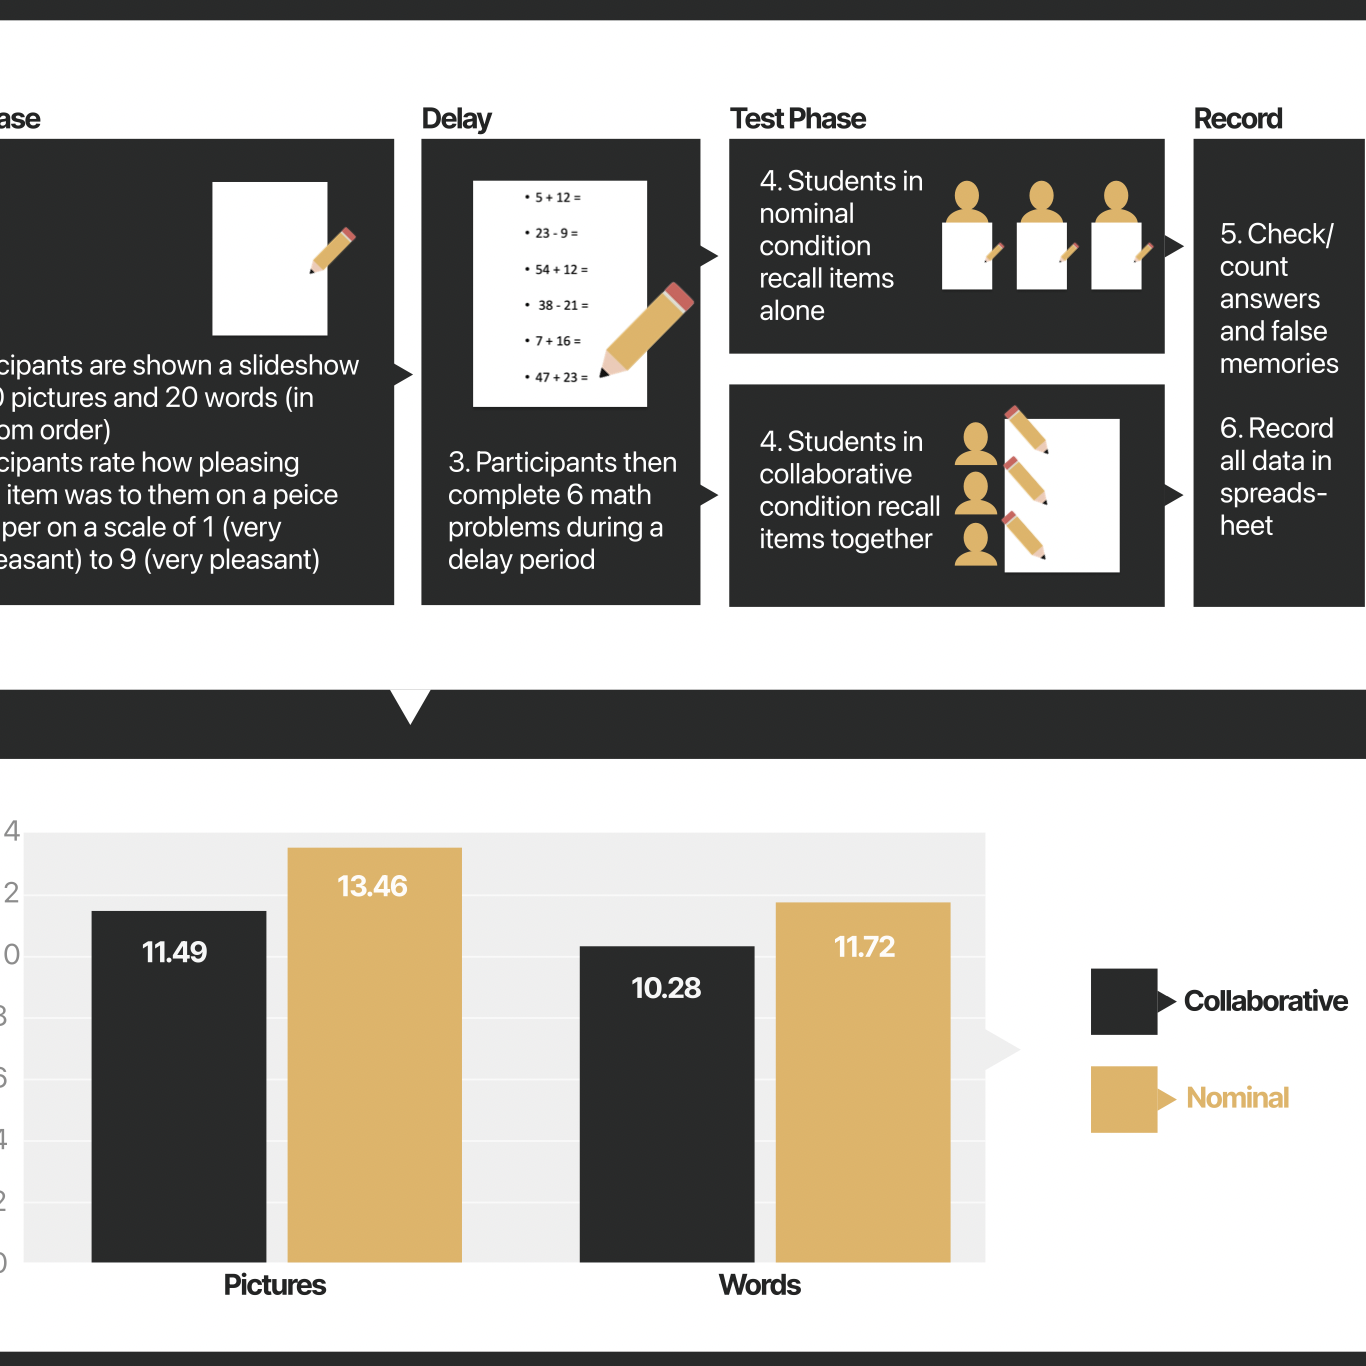 ase
cipants are shown a slideshow
0 pictures and 20 words (in
om order)
cipants rate how pleasing
item was to them on a peice
per on a scale of 1 (very
easant) to 9 (very pleasant)
Delay
• 5 + 12 =
• 23 - 9 =
• 54 + 12 =
• 38 - 21 =
• 7 + 16 =
• 47 + 23 =
3. Participants then
complete 6 math
problems during a
delay period
Test Phase
4. Students in
nominal
condition
recall items
alone
4. Students in
collaborative
condition recall
items together
Record
5. Check/
count
answers
and false
memories
6. Record
all data in
spreads-
heet
4
2
0
8
6
4
2
0
11.49
13.46
10.28
11.72
Pictures
Words
Collaborative
Nominal